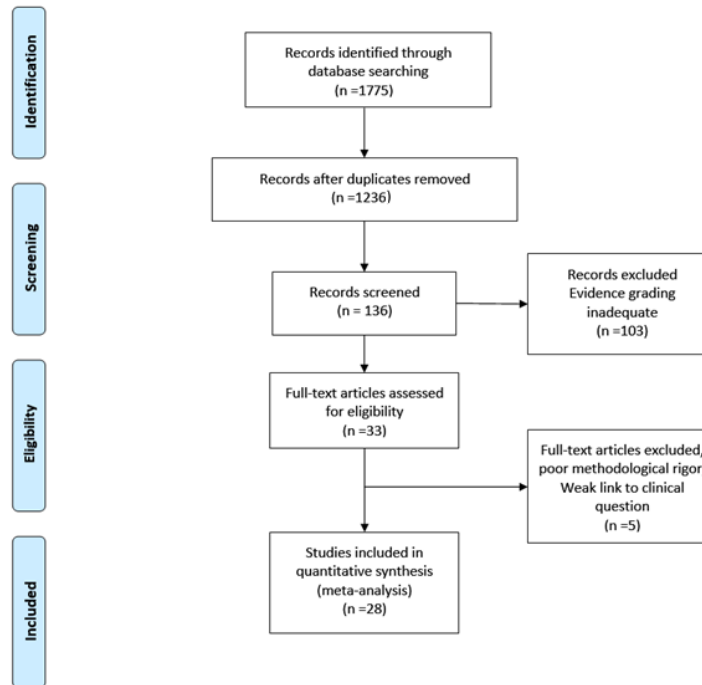 Identification
Records identified through
database searching
(n =1775)
Records after duplicates removed
(n =1236)
Screening
Records screened
(n = 136)
Records excluded
Evidence grading
inadequate
(n =103)
Eligibility
Full-text articles assessed
for eligibility
(n =33)
Full-text articles excluded,
poor methodological rigor
Weak link to clinical
question
(n =5)
Included
Studies included in
quantitative synthesis
(meta-analysis)
(n =28)